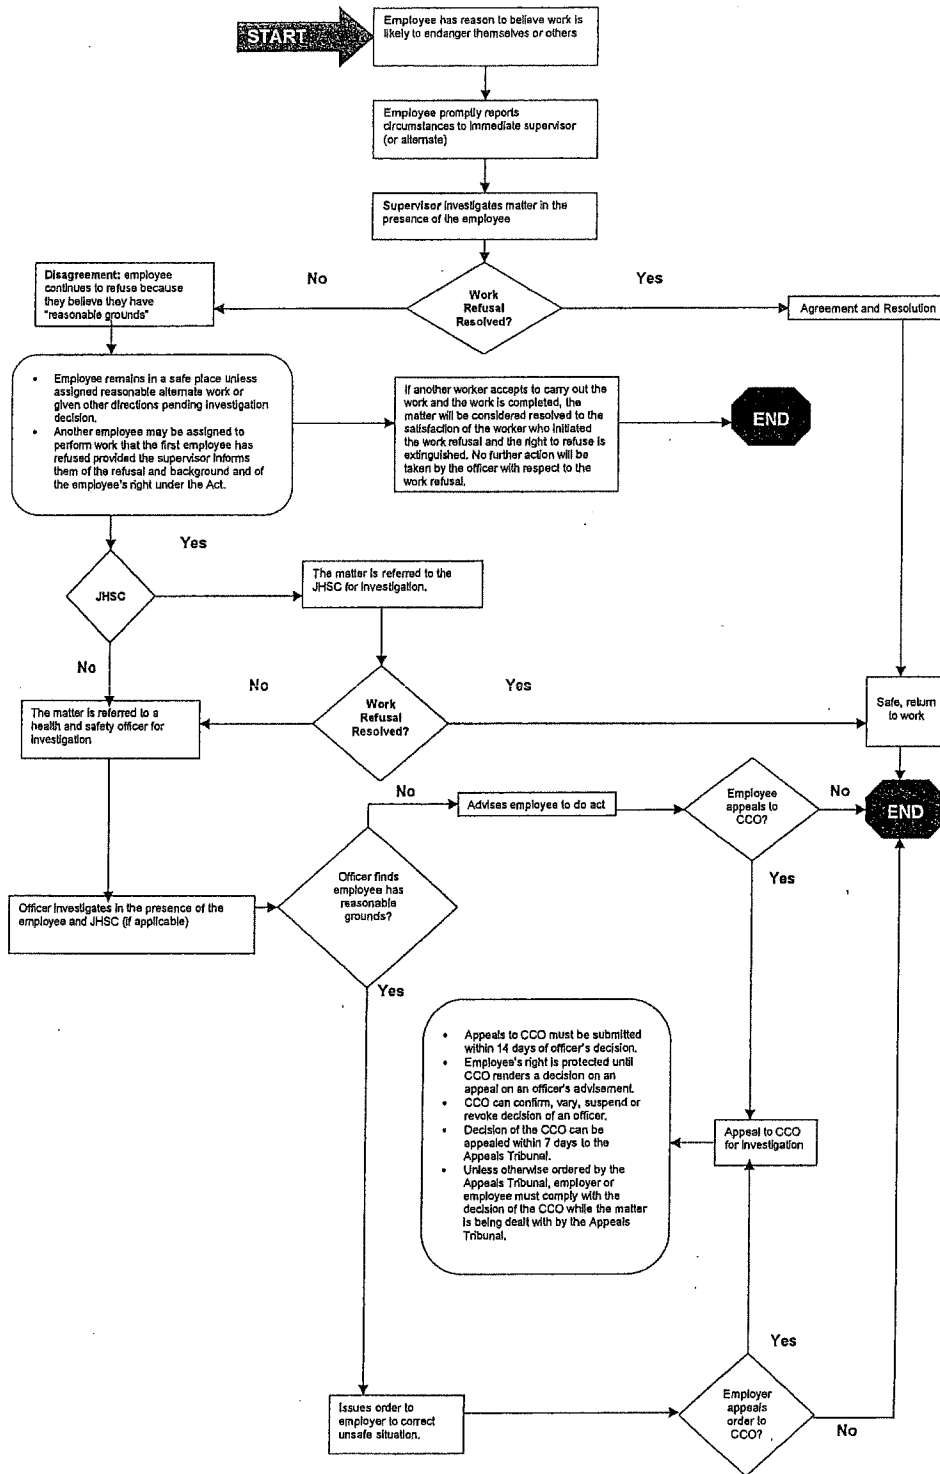 START
Employee has reason to believe work is
likely to endanger themselves or others
Employee promptly reports
circumstances to immediate supervisor
(or alternate)
Supervisor investigates matter in the
presence of the employee
No
Yes
Disagreement: employee
continues to refuse because
they believe they have
"reasonable grounds"
Work
Refusal
Resolved?
Agreement and Resolution
• Employee remains in a safe place unless
assigned reasonable alternate work or
given other directions pending investigation
decision.
• Another employee may be assigned to
perform work that the first employee has
refused provided the supervisor informs
them of the refusal and background and of
the employee's right under the Act.
If another worker accepts to carry out the
work and the work is completed, the
matter will be considered resolved to the
satisfaction of the worker who initiated
the work refusal and the right to refuse is
extinguished. No further action will be
taken by the officer with respect to the
work refusal.
END
Yes
JHSC
The matter is referred to the
JHSC for investigation.
No
No
Yes
The matter is referred to a
health and safety officer for
investigation
Work
Refusal
Resolved?
Safe, return
to work
No
Advises employee to do act
Employee
appeals to
CCO?
No
END
Yes
Officer finds
employee has
reasonable
grounds?
Officer investigates in the presence of the
employee and JHSC (if applicable)
Yes
• Appeals to CCO must be submitted
within 14 days of officer's decision.
• Employee's right is protected until
CCO renders a decision on an
appeal on an officer's advisement.
• CCO can confirm, vary, suspend or
revoke decision of an officer.
• Decision of the CCO can be
appealed within 7 days to the
Appeals Tribunal.
• Unless otherwise ordered by the
Appeals Tribunal, employer or
employee must comply with the
decision of the CCO while the matter
is being dealt with by the Appeals
Tribunal.
Appeal to CCO
for investigation
Yes
Issues order to
employer to correct
unsafe situation.
Employer
appeals
order to
CCO?
No